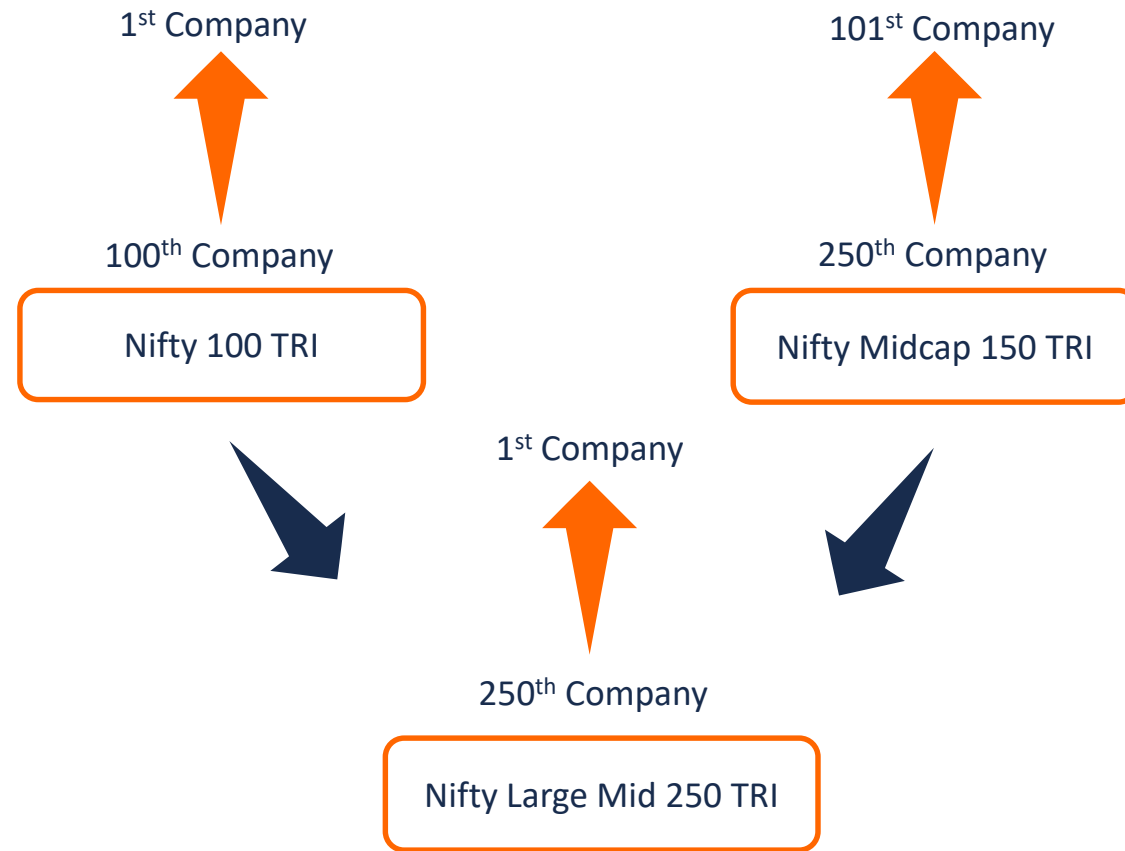 1st Company
101st Company
100th Company
250th Company
Nifty 100 TRI
Nifty Midcap 150 TRI
1st Company
250th Company
Nifty Large Mid 250 TRI